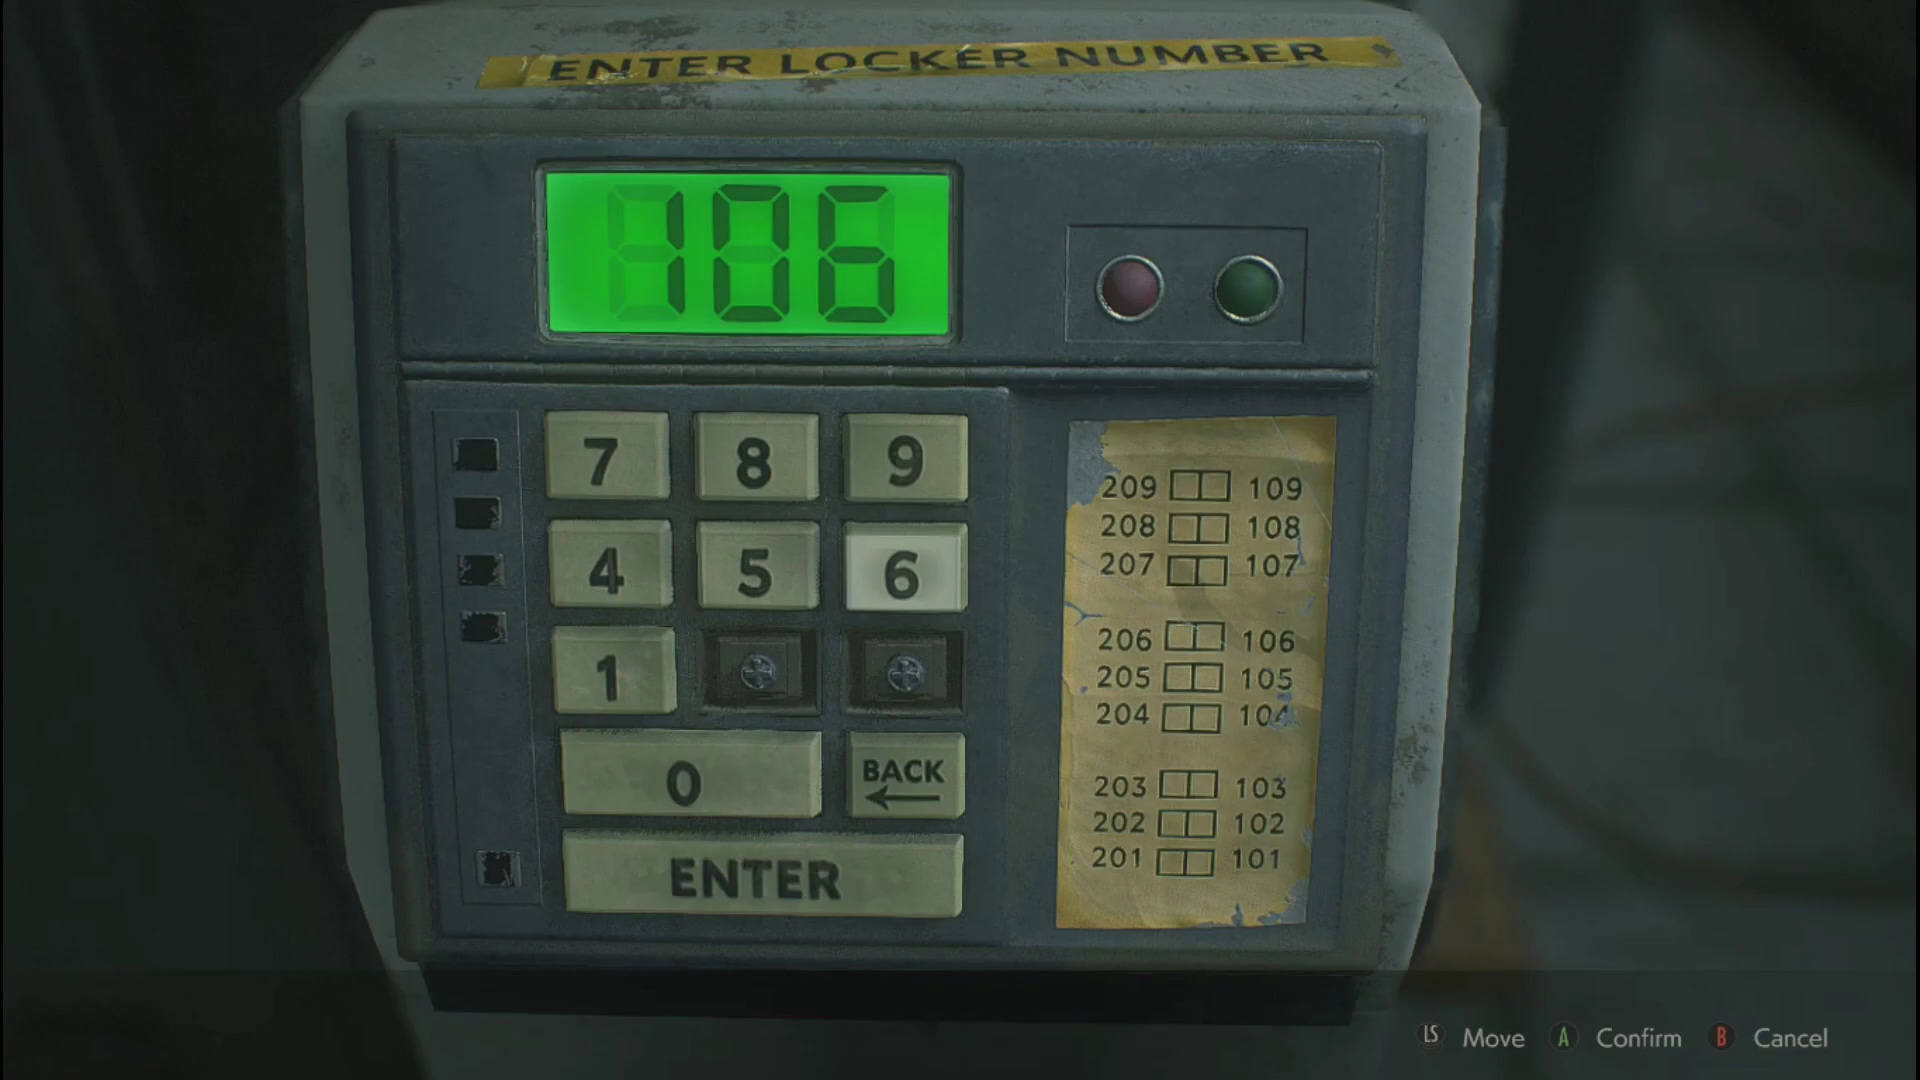 ENTER LOCKER NUMBER
106
7 8 9
4 5 6
1
0 BACK
ENTER
209 109
208 108
207 107
206 106
205 105
204 104
203 103
202 102
201 101
LS Move A Confirm B Cancel